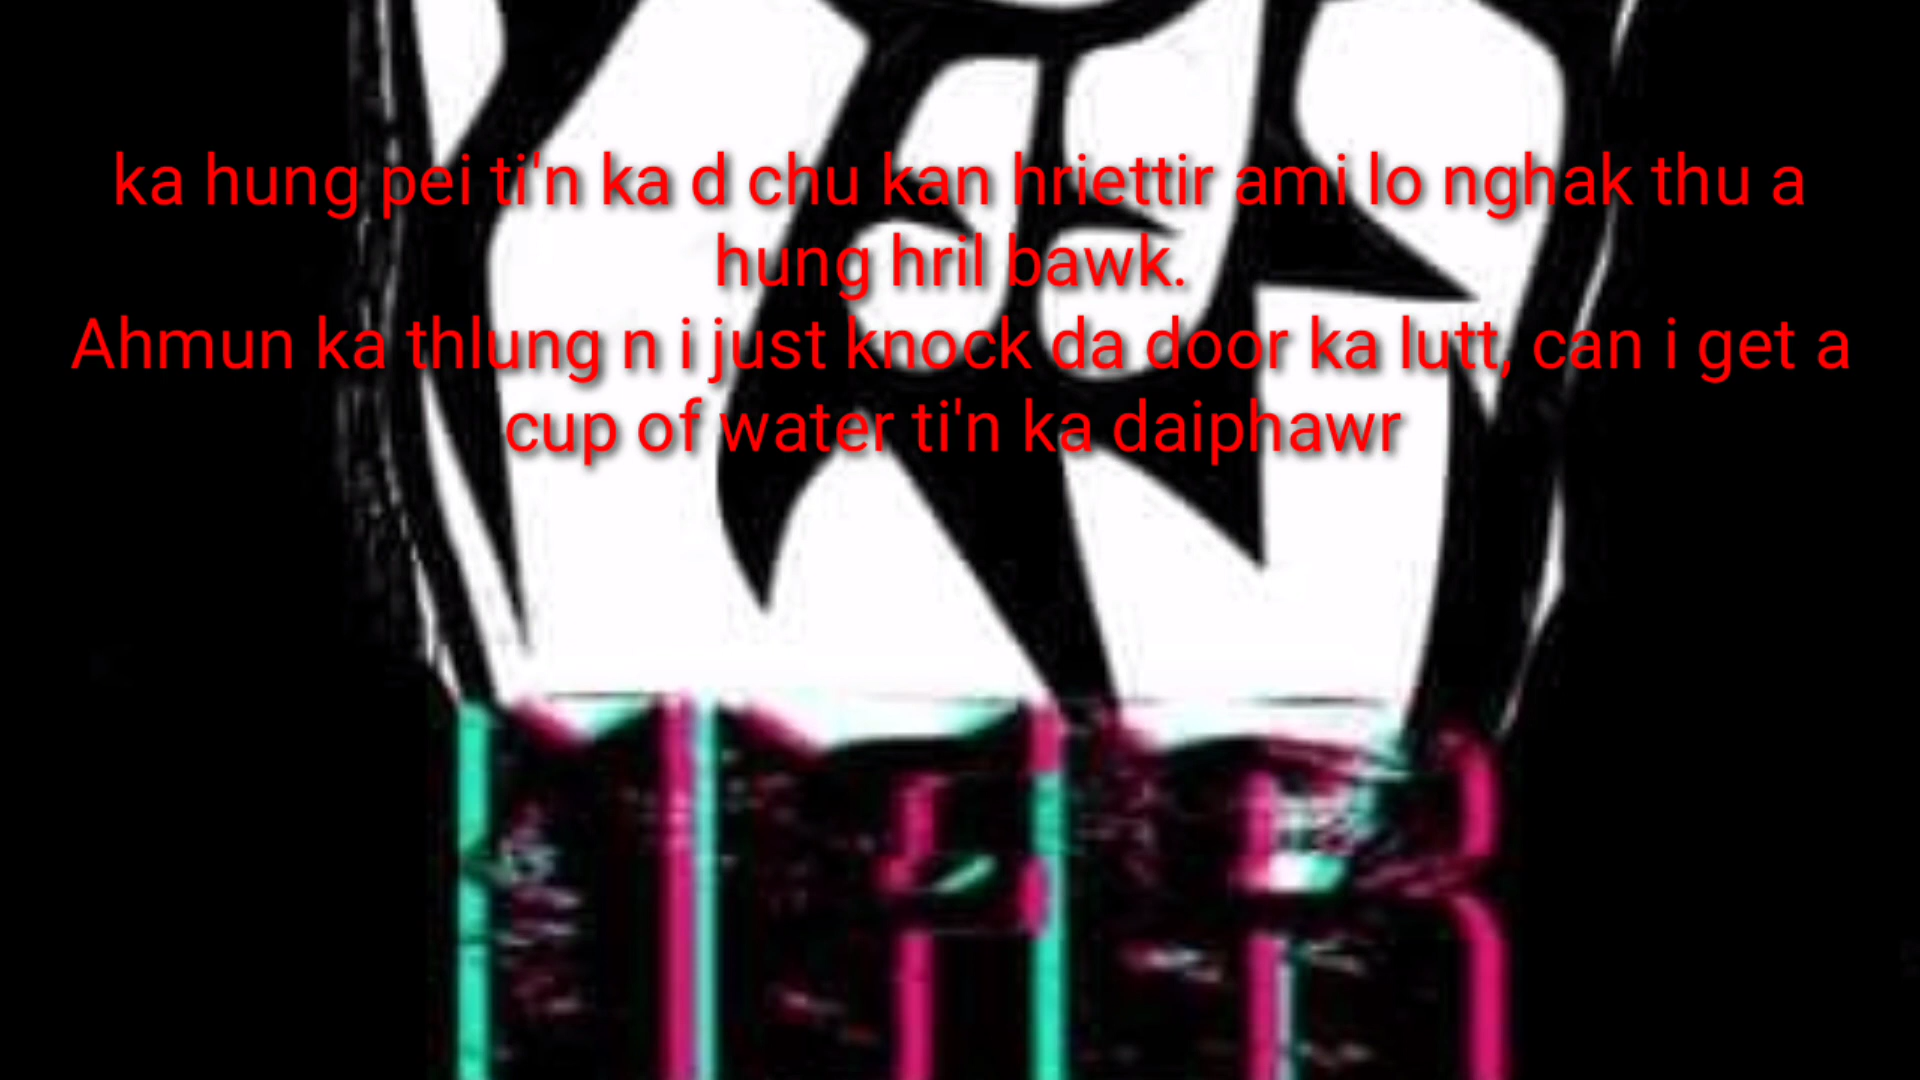 ka hung pei ti'n ka d chu kan hriettir ami lo nghak thu a
hung hril bawk.
Ahmun ka thlung n i just knock da door ka lutt, can i get a
cup of water ti'n ka daiphawr